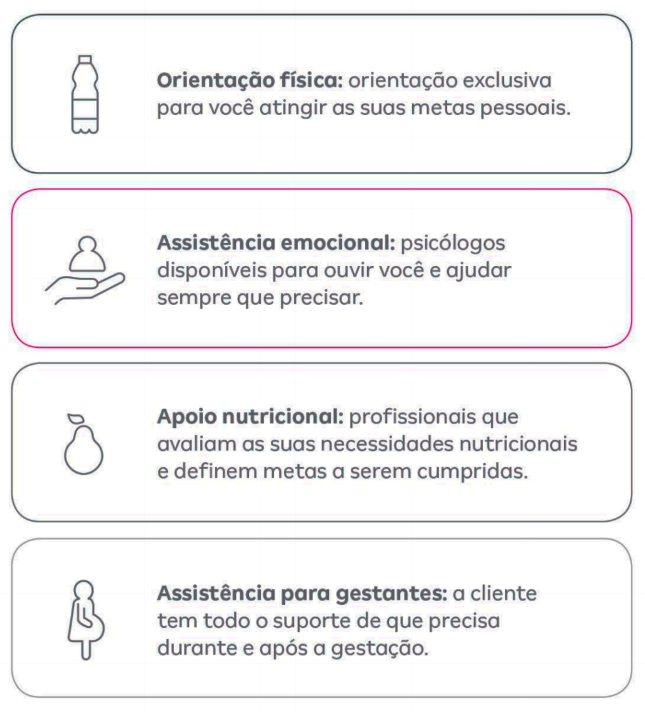 Orientação física: orientação exclusiva
para você atingir as suas metas pessoais.
Assistência emocional: psicólogos
disponíveis para ouvir você e ajudar
sempre que precisar.
Apoio nutricional: profissionais que
avaliam as suas necessidades nutricionais
e definem metas a serem cumpridas.
Assistência para gestantes: a cliente
tem todo o suporte de que precisa
durante e após a gestação.